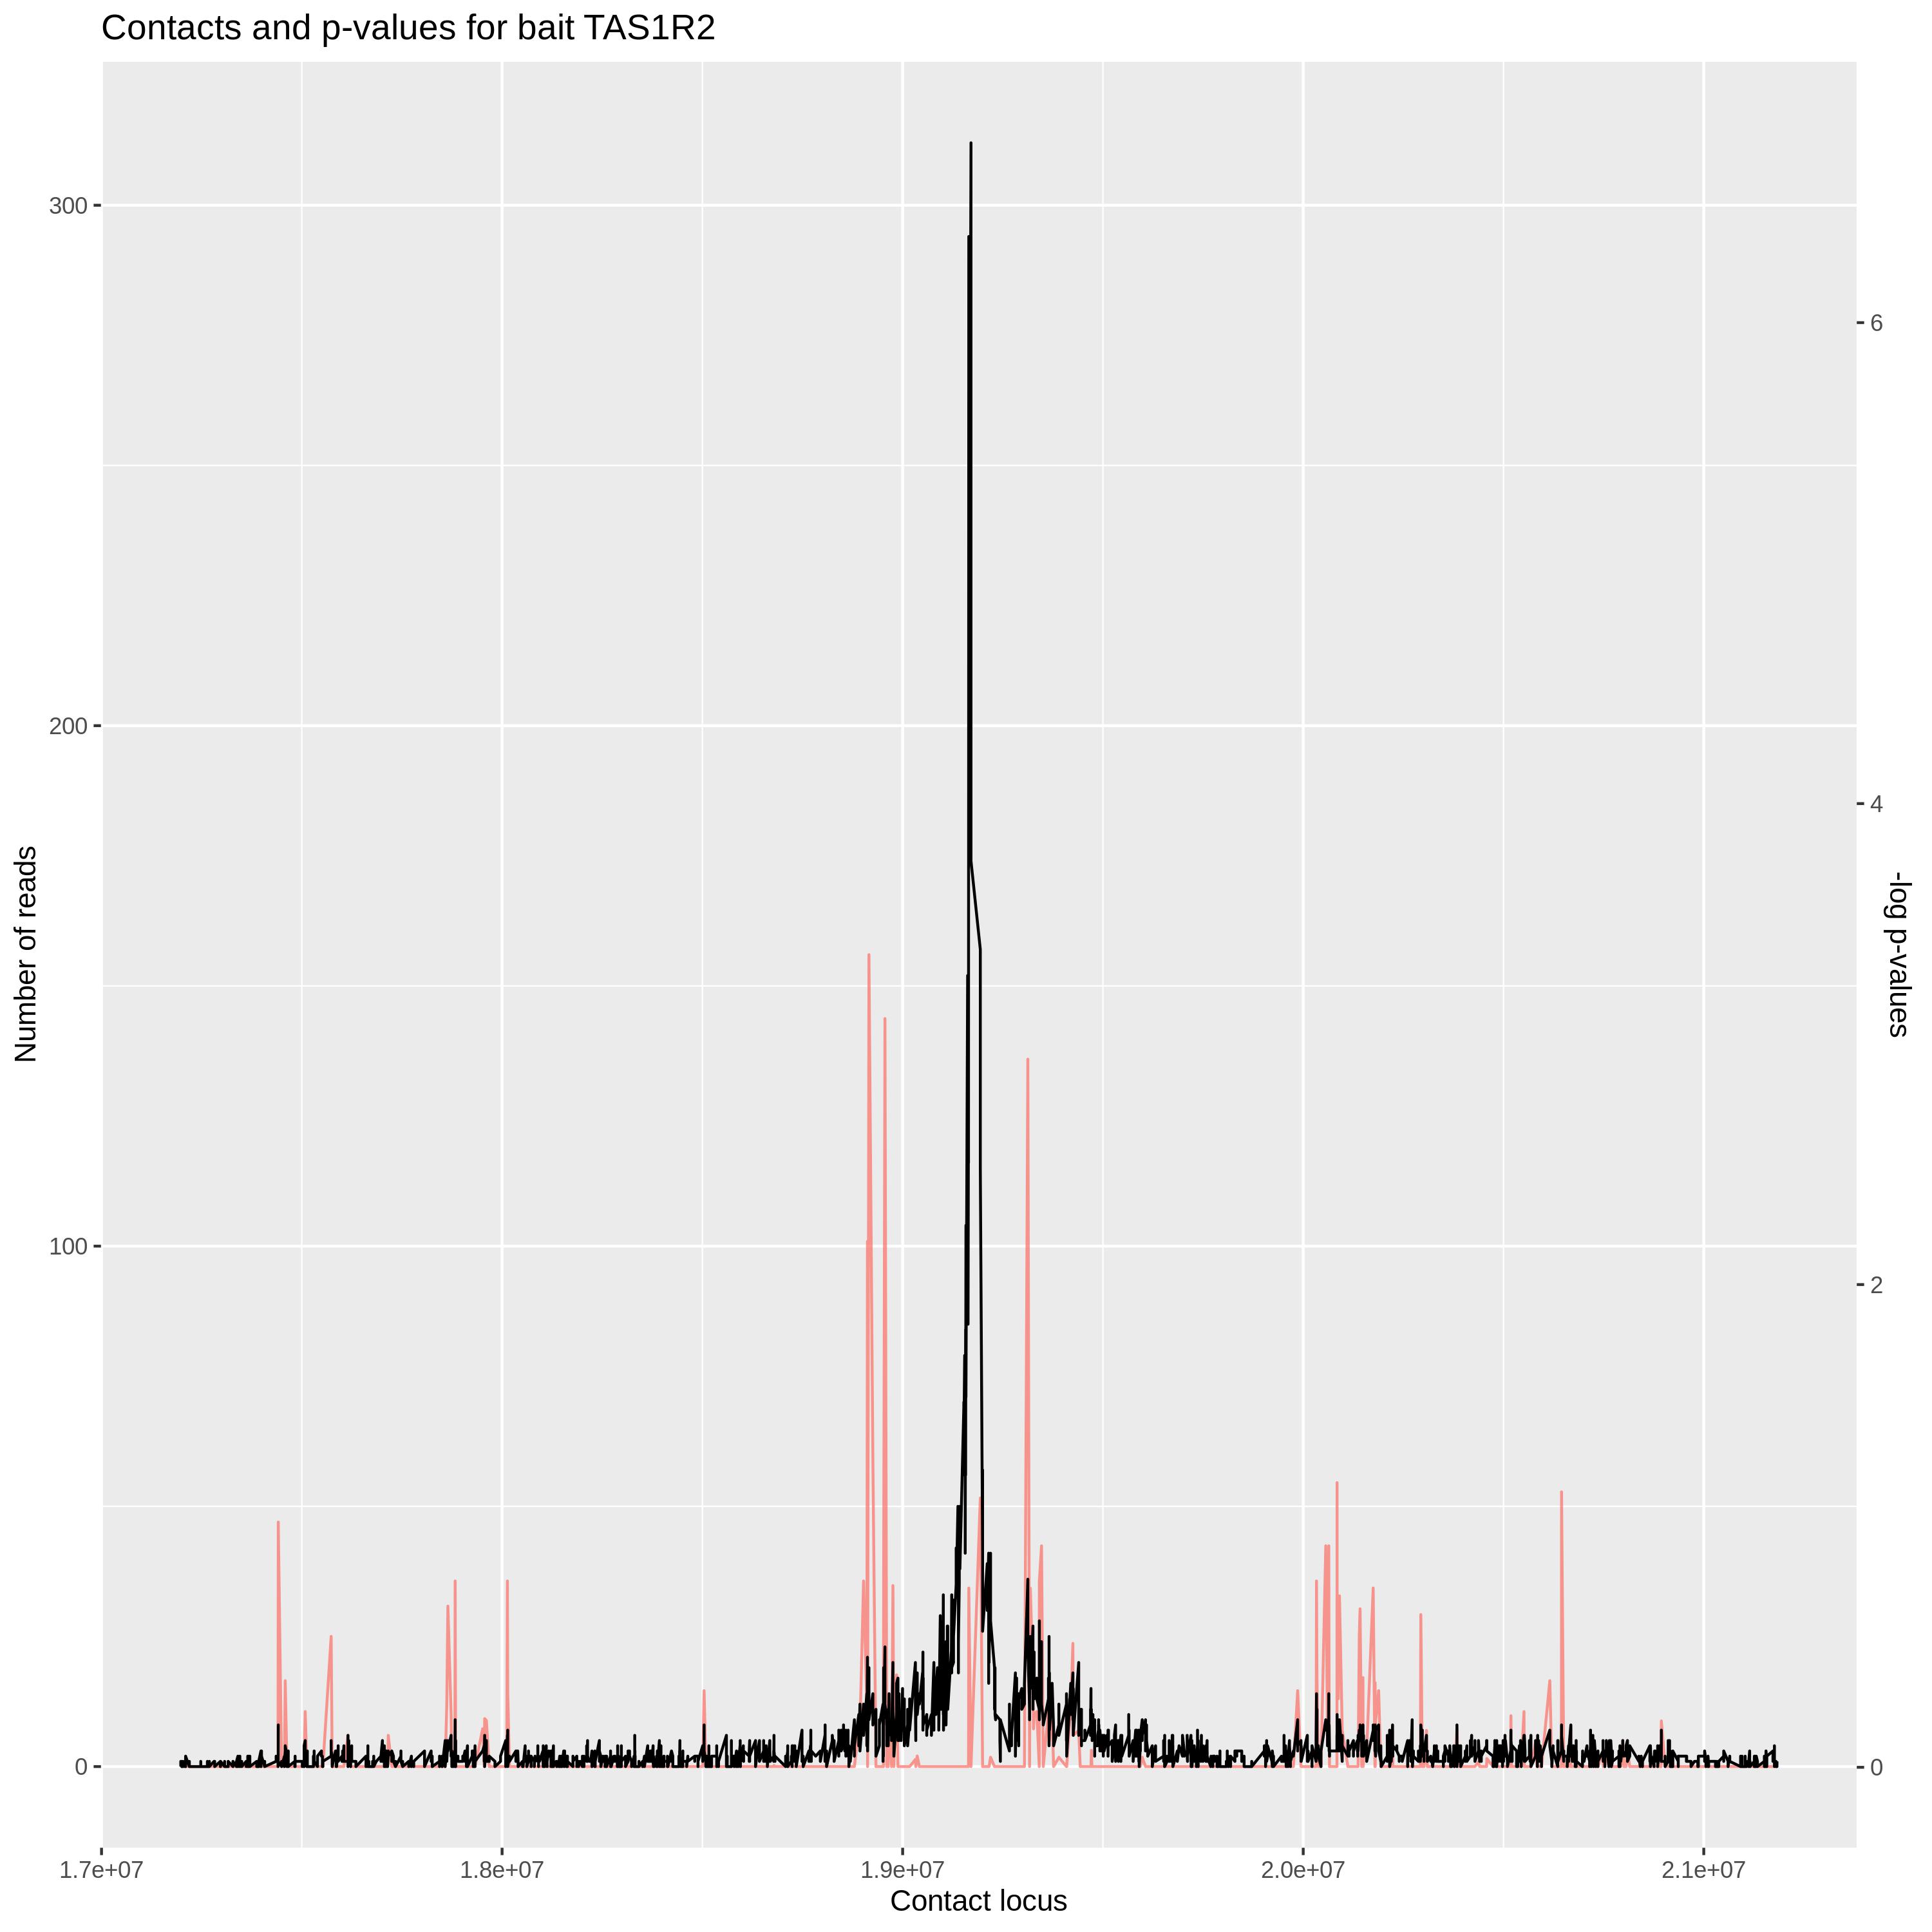 Contacts and p-values for bait TAS1R2
Number of reads
300
200
100
0
6
4
2
0
-log p-values
1.7e+07 1.8e+07 1.9e+07 2.0e+07 2.1e+07
Contact locus